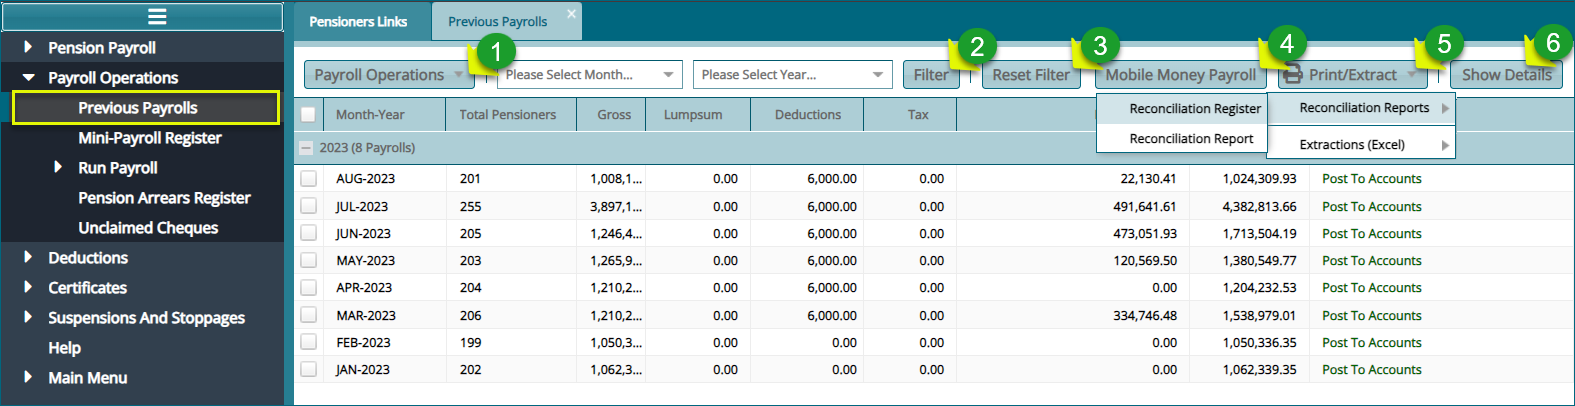 Pensioners Links
Previous Payrolls
×
Pension Payroll
Payroll Operations
Previous Payrolls
Mini-Payroll Register
Run Payroll
Pension Arrears Register
Unclaimed Cheques
Deductions
Certificates
Suspensions And Stoppages
Help
Main Menu
1 2 3 4 5 6
Payroll Operations Please Select Month... Please Select Year... Filter Reset Filter Mobile Money Payroll Print/Extract Show Details
Reconciliation Register Reconciliation Reports
Reconciliation Report Extractions (Excel)
Month-Year Total Pensioners Gross Lumpsum Deductions Tax
2023 (8 Payrolls)
AUG-2023 201 1,008,1... 0.00 6,000.00 0.00 22,130.41 1,024,309.93 Post To Accounts
JUL-2023 255 3,897,1... 0.00 6,000.00 0.00 491,641.61 4,382,813.66 Post To Accounts
JUN-2023 205 1,246,4... 0.00 6,000.00 0.00 473,051.93 1,713,504.19 Post To Accounts
MAY-2023 203 1,265,9... 0.00 6,000.00 0.00 120,569.50 1,380,549.77 Post To Accounts
APR-2023 204 1,210,2... 0.00 6,000.00 0.00 0.00 1,204,232.53 Post To Accounts
MAR-2023 206 1,210,2... 0.00 6,000.00 0.00 334,746.48 1,538,979.01 Post To Accounts
FEB-2023 199 1,050,3... 0.00 0.00 0.00 0.00 1,050,336.35 Post To Accounts
JAN-2023 202 1,062,3... 0.00 0.00 0.00 0.00 1,062,339.35 Post To Accounts